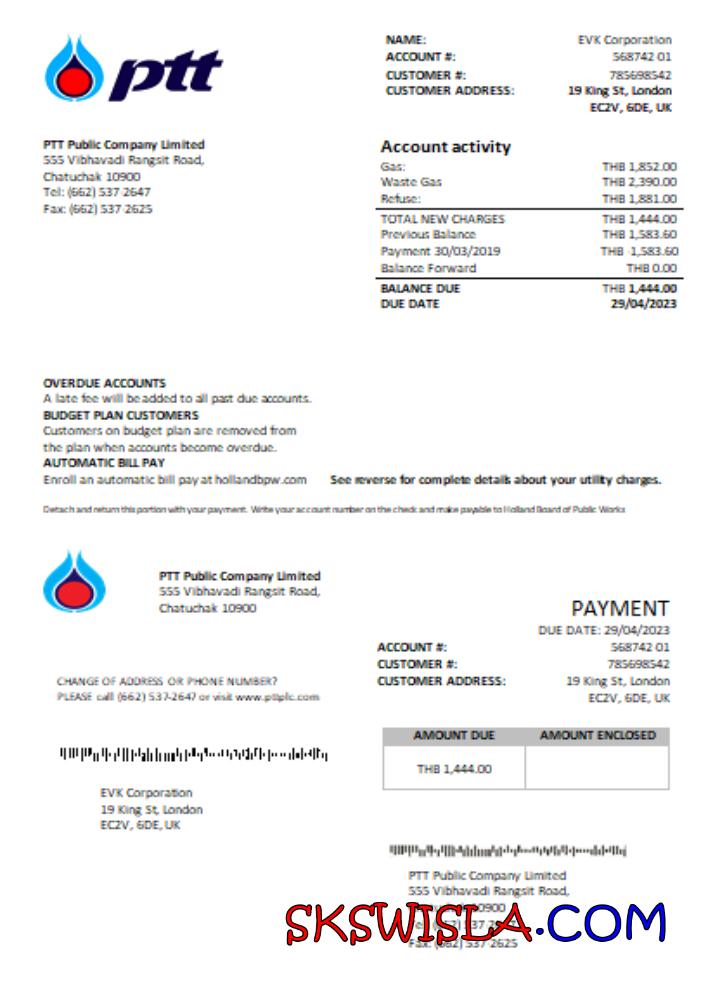 ptt
NAME: EVK Corporation
ACCOUNT #: 568742 01
CUSTOMER #: 785698542
CUSTOMER ADDRESS: 19 King St, London
EC2V, 6DE, UK
PTT Public Company Limited
555 Vibhavadi Rangsit Road,
Chatuchak 10900
Tel: (662) 537 2647
Fax: (662) 537 2625
Account activity
Gas: THB 1,852.00
Waste Gas THB 2,390.00
Refuse: THB 1,881.00
TOTAL NEW CHARGES THB 1,444.00
Previous Balance THB 1,583.60
Payment 30/03/2019 THB -1,583.60
Balance Forward THB 0.00
BALANCE DUE THB 1,444.00
DUE DATE 29/04/2023
OVERDUE ACCOUNTS
A late fee will be added to all past due accounts.
BUDGET PLAN CUSTOMERS
Customers on budget plan are removed from
the plan when accounts become overdue.
AUTOMATIC BILL PAY
Enroll an automatic bill pay at hollandbpw.com See reverse for complete details about your utility charges.
Detach and return this portion with your payment. Write your account number on the check and make payable to Holland Board of Public Works
PTT Public Company Limited
555 Vibhavadi Rangsit Road,
Chatuchak 10900
PAYMENT
DUE DATE: 29/04/2023
ACCOUNT #: 568742 01
CUSTOMER #: 785698542
CUSTOMER ADDRESS: 19 King St, London
EC2V, 6DE, UK
CHANGE OF ADDRESS OR PHONE NUMBER?
PLEASE call (662) 537-2647 or visit www.pttplc.com
AMOUNT DUE AMOUNT ENCLOSED
THB 1,444.00
EVK Corporation
19 King St, London
EC2V, 6DE, UK
PTT Public Company Limited
555 Vibhavadi Rangsit Road,
10900
SKSWISLA.COM
Fax: (662) 537 2625